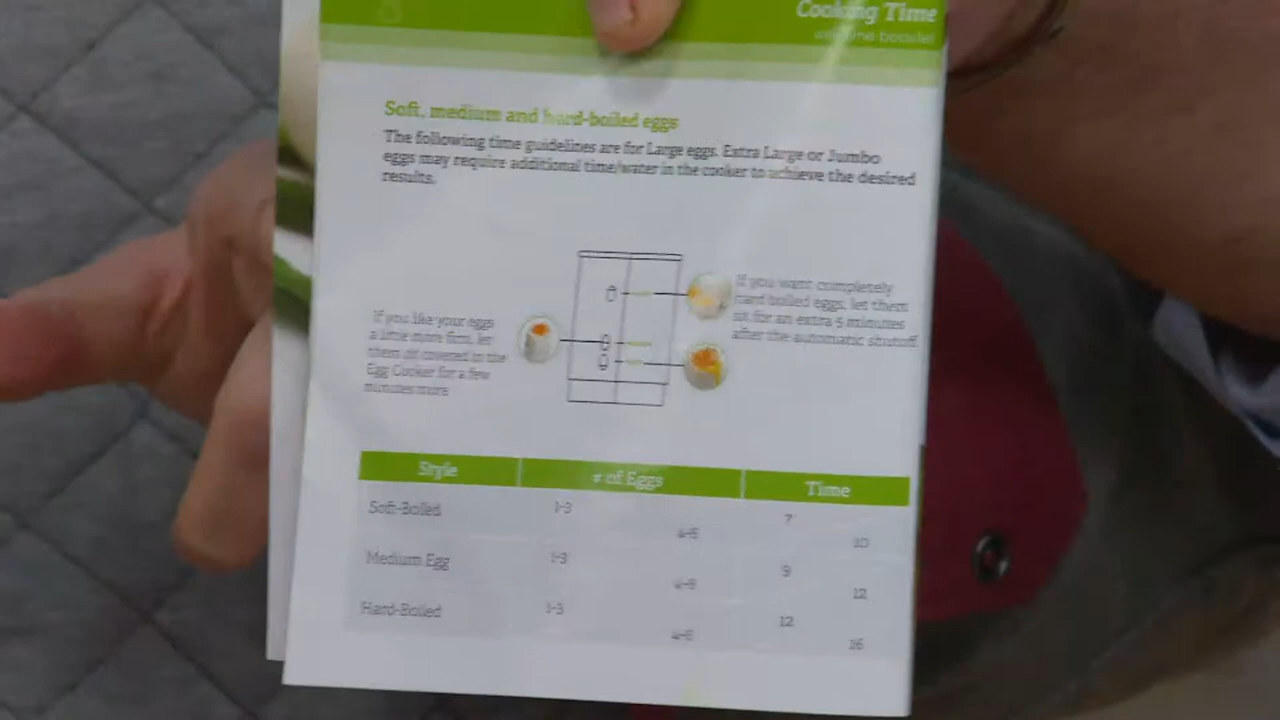 Cooking Time
welcome booklet
Soft, medium and hard-boiled eggs
The following time guidelines are for Large eggs. Extra Large or Jumbo
eggs may require additional time/water in the cooker to achieve the desired
results.
If you want completely
hard boiled eggs, let them
sit for an extra 5 minutes
after the automatic shutoff.
If you like your eggs
a little more firm, let
them sit covered in the
Egg Cooker for a few
minutes more.
Style # of Eggs Time
Soft-Boiled 1-3 7
4-6 10
Medium Egg 1-3 9
4-6 12
Hard-Boiled 1-3 12
4-6 16